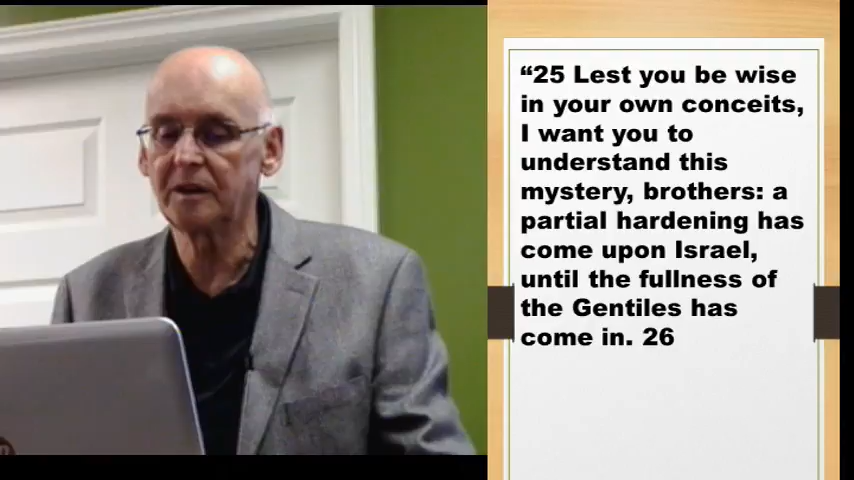 “25 Lest you be wise
in your own conceits,
I want you to
understand this
mystery, brothers: a
partial hardening has
come upon Israel,
until the fullness of
the Gentiles has
come in. 26